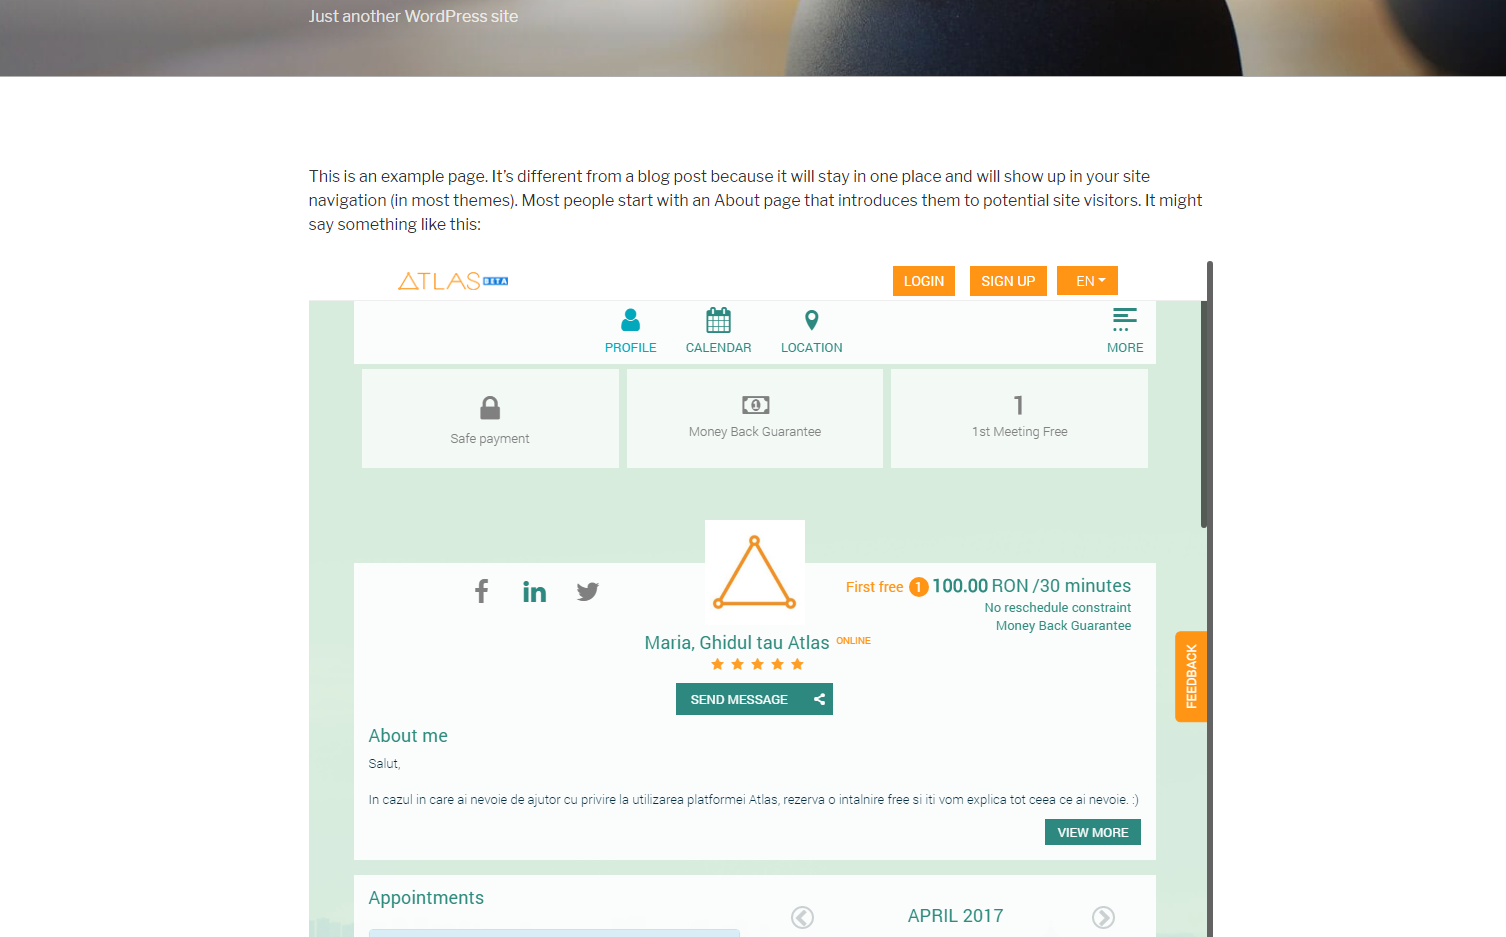 Just another WordPress site
This is an example page. It's different from a blog post because it will stay in one place and will show up in your site
navigation (in most themes). Most people start with an About page that introduces them to potential site visitors. It might
say something like this:
ATLAS BETA
LOGIN SIGN UP EN
PROFILE CALENDAR LOCATION MORE
1
Safe payment Money Back Guarantee 1st Meeting Free
First free 1 100.00 RON /30 minutes
No reschedule constraint
Money Back Guarantee
Maria, Ghidul tau Atlas ONLINE
SEND MESSAGE
FEEDBACK
About me
Salut,
In cazul in care ai nevoie de ajutor cu privire la utilizarea platformei Atlas, rezerva o intalnire free si iti vom explica tot ceea ce ai nevoie. :)
VIEW MORE
Appointments
APRIL 2017